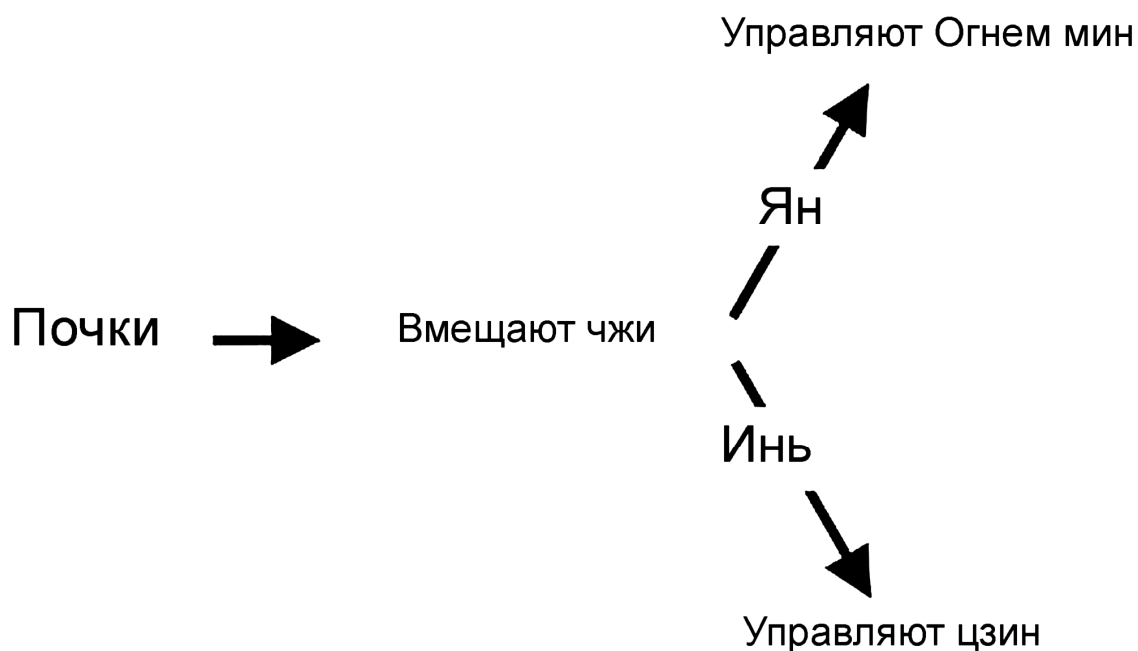 Управляют Огнем мин
Ян
Почки
Вмещают чжи
Инь
Управляют цзин